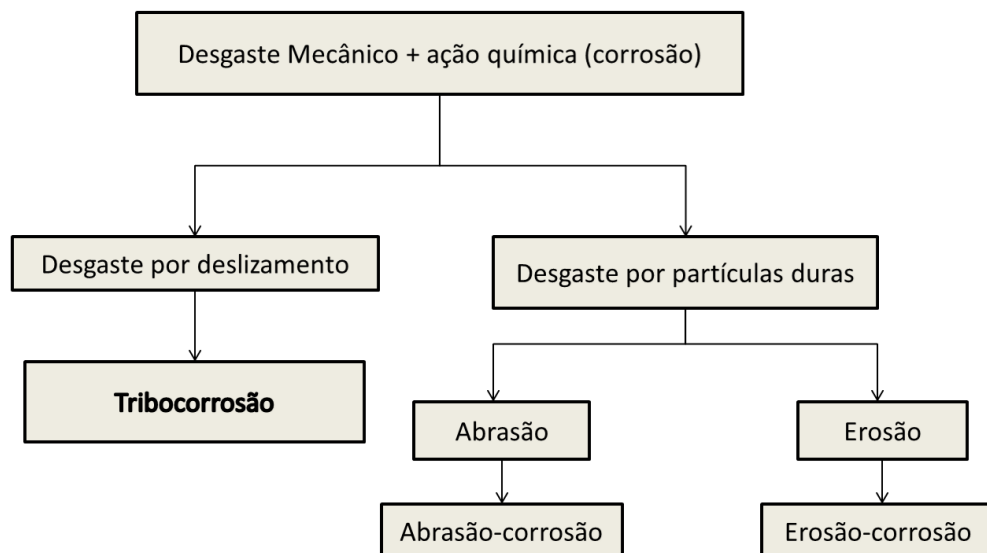 Desgaste Mecânico + ação química (corrosão)
Desgaste por deslizamento
Desgaste por partículas duras
Tribocorrosão
Abrasão
Erosão
Abrasão-corrosão
Erosão-corrosão